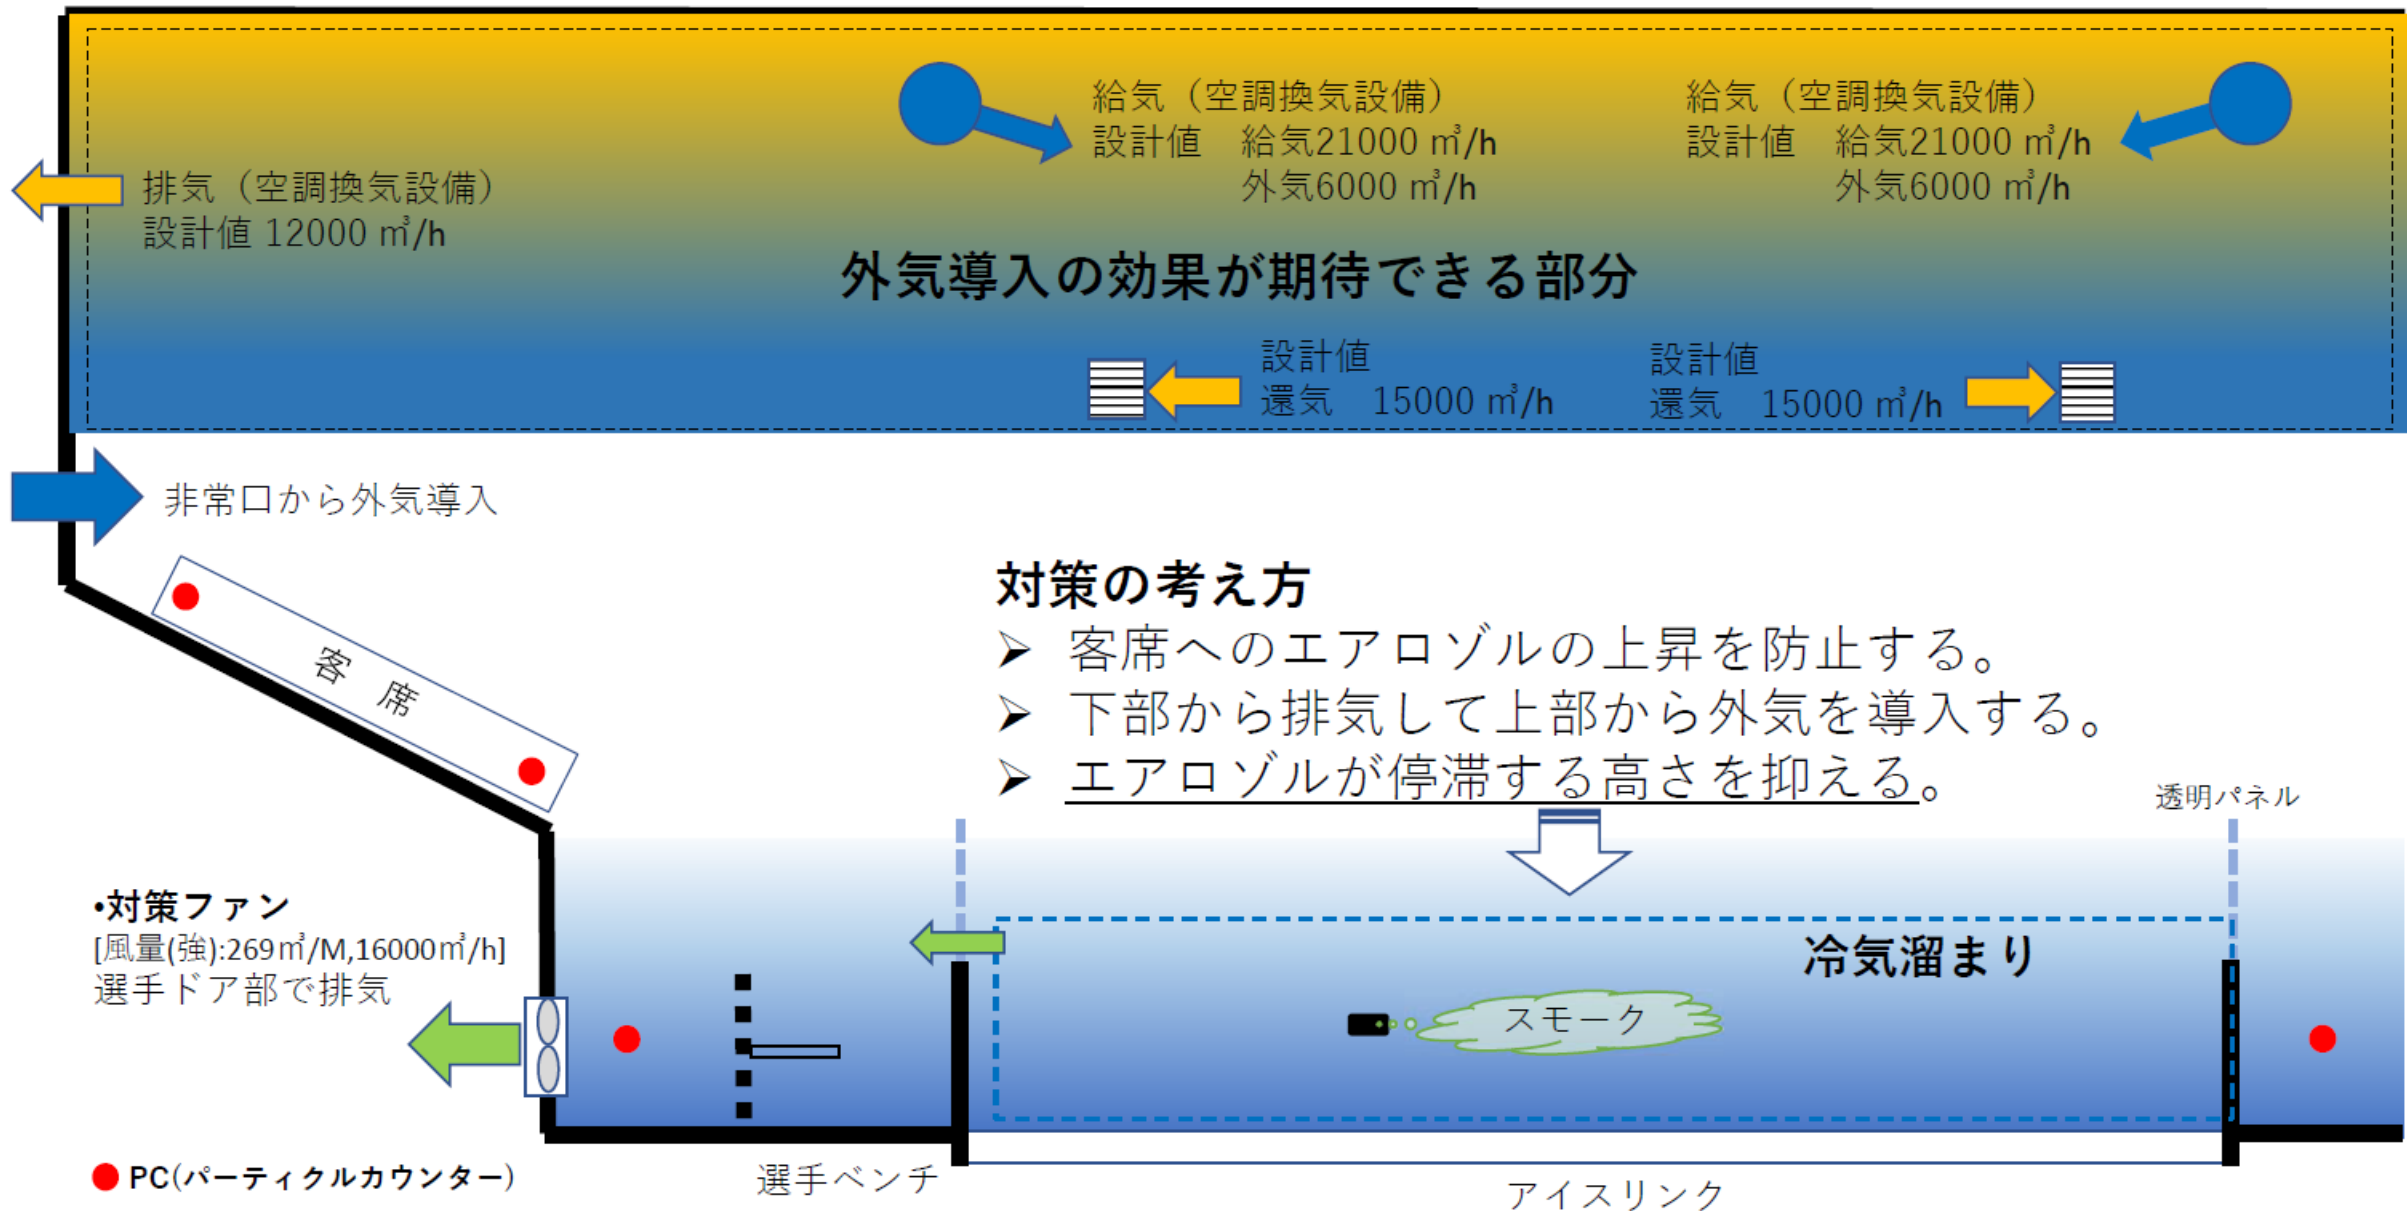 給気（空調換気設備）
設計値　給気21000 ㎥/h
外気6000 ㎥/h
給気（空調換気設備）
設計値　給気21000 ㎥/h
外気6000 ㎥/h
排気（空調換気設備）
設計値 12000 ㎥/h
外気導入の効果が期待できる部分
設計値
還気　15000 ㎥/h
設計値
還気　15000 ㎥/h
非常口から外気導入
客 席
対策の考え方
➢ 客席へのエアロゾルの上昇を防止する。
➢ 下部から排気して上部から外気を導入する。
➢ エアロゾルが停滞する高さを抑える。
透明パネル
•対策ファン
[風量(強):269㎥/M,16000㎥/h]
選手ドア部で排気
冷気溜まり
スモーク
PC(パーティクルカウンター)
選手ベンチ
アイスリンク